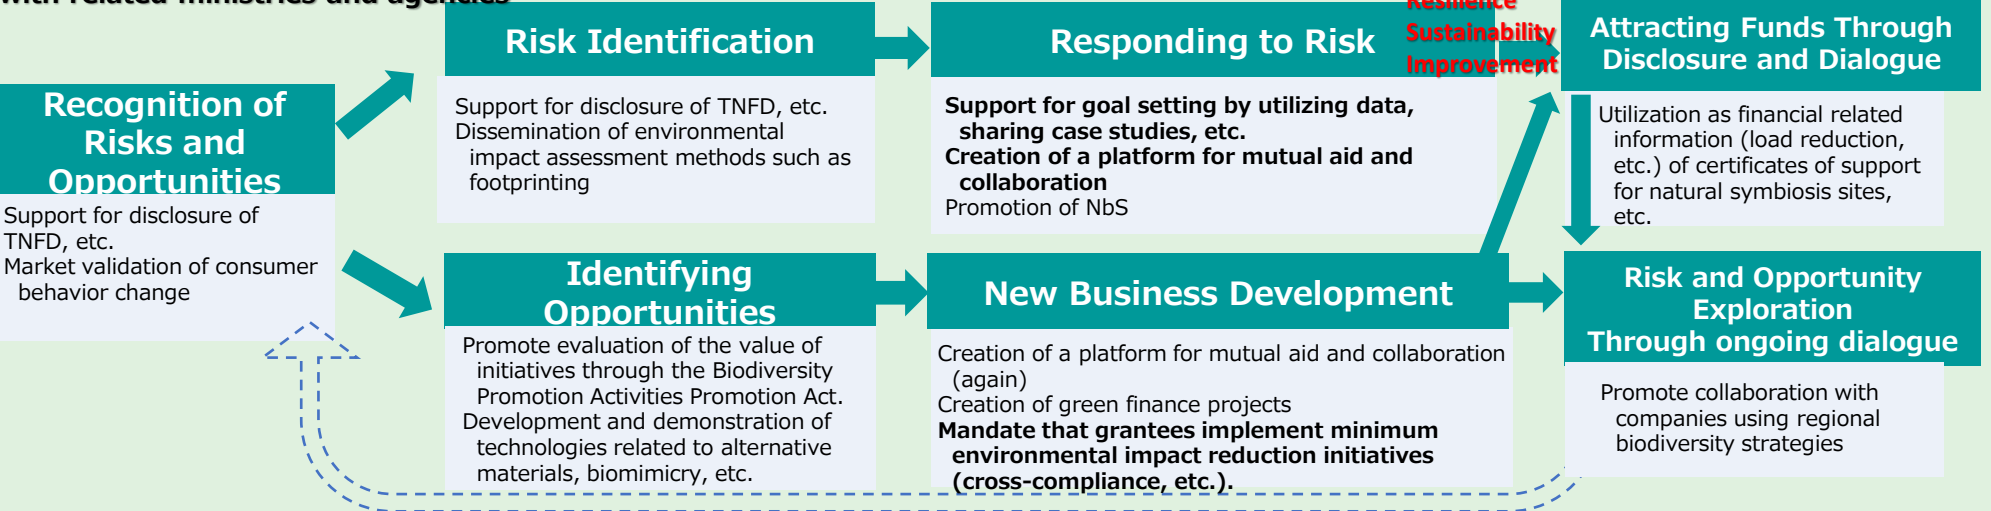 with related ministries and agencies
Recognition of
Risks and
Opportunities
Support for disclosure of
TNFD, etc.
Market validation of consumer
behavior change
Risk Identification
Support for disclosure of TNFD, etc.
Dissemination of environmental
impact assessment methods such as
footprinting
Responding to Risk
Support for goal setting by utilizing data,
sharing case studies, etc.
Creation of a platform for mutual aid and
collaboration
Promotion of NbS
Resilience
Sustainability
Improvement
Attracting Funds Through
Disclosure and Dialogue
Utilization as financial related
information (load reduction,
etc.) of certificates of support
for natural symbiosis sites,
etc.
Identifying
Opportunities
Promote evaluation of the value of
initiatives through the Biodiversity
Promotion Activities Promotion Act.
Development and demonstration of
technologies related to alternative
materials, biomimicry, etc.
New Business Development
Creation of a platform for mutual aid and collaboration
(again)
Creation of green finance projects
Mandate that grantees implement minimum
environmental impact reduction initiatives
(cross-compliance, etc.).
Risk and Opportunity
Exploration
Through ongoing dialogue
Promote collaboration with
companies using regional
biodiversity strategies